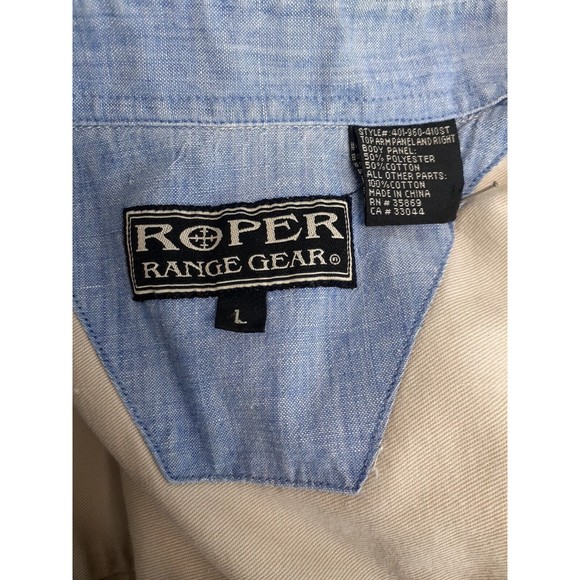 STYLE#: 401-960-410ST
TOP ARM PANEL AND RIGHT
BODY PANEL:
50% POLYESTER
50% COTTON
ALL OTHER PARTS:
100% COTTON
MADE IN CHINA
RN # 35869
CA # 33044
ROPER
RANGE GEAR®
L